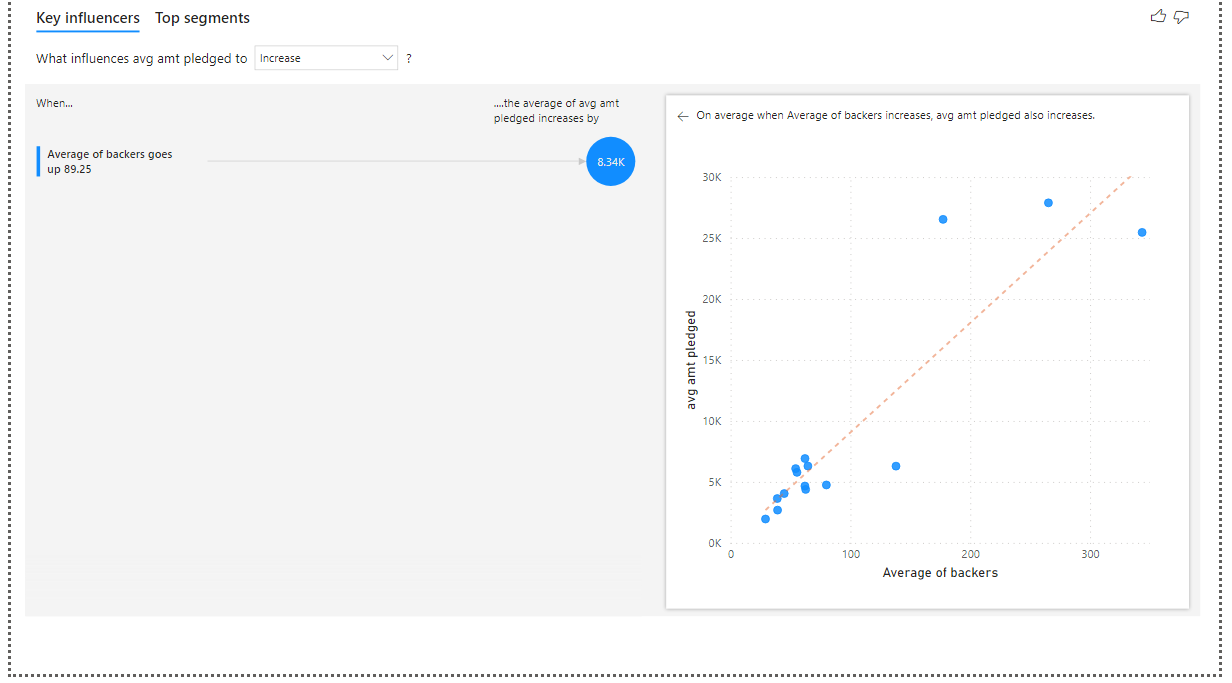 Key influencers Top segments
What influences avg amt pledged to Increase ?
When...
....the average of avg amt
pledged increases by
Average of backers goes
up 89.25
8.34K
On average when Average of backers increases, avg amt pledged also increases.
30K
25K
20K
15K
10K
5K
0K
avg amt pledged
0 100 200 300
Average of backers